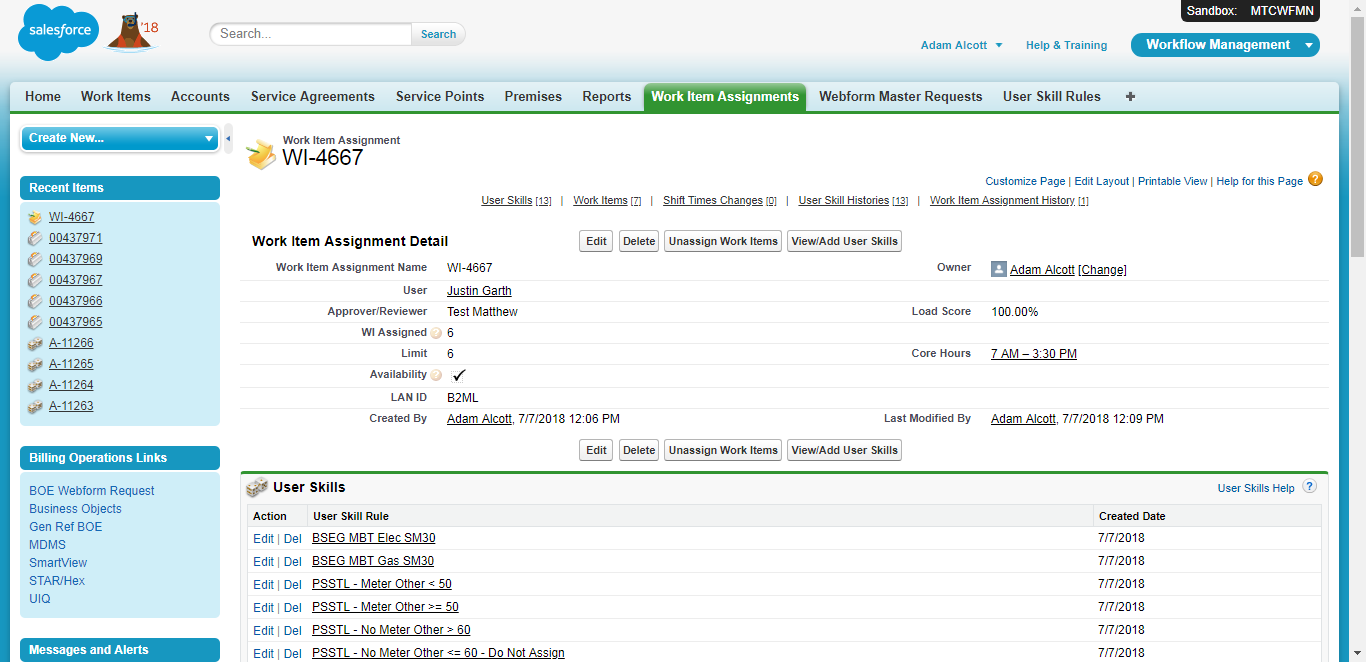 Sandbox: MTCWFMN
salesforce
'18
Search...
Search
Adam Alcott
Help & Training
Workflow Management
Home
Work Items
Accounts
Service Agreements
Service Points
Premises
Reports
Work Item Assignments
Webform Master Requests
User Skill Rules
+
Create New...
Recent Items
WI-4667
00437971
00437969
00437967
00437966
00437965
A-11266
A-11265
A-11264
A-11263
Billing Operations Links
BOE Webform Request
Business Objects
Gen Ref BOE
MDMS
SmartView
STAR/Hex
UIQ
Messages and Alerts
Work Item Assignment
WI-4667
Customize Page | Edit Layout | Printable View | Help for this Page ?
User Skills [13] | Work Items [7] | Shift Times Changes [0] | User Skill Histories [13] | Work Item Assignment History [1]
Work Item Assignment Detail
Edit Delete Unassign Work Items View/Add User Skills
Work Item Assignment Name WI-4667 Owner Adam Alcott [Change]
User Justin Garth
Approver/Reviewer Test Matthew Load Score 100.00%
WI Assigned ? 6
Limit 6 Core Hours 7 AM – 3:30 PM
Availability ?
LAN ID B2ML
Created By Adam Alcott, 7/7/2018 12:06 PM Last Modified By Adam Alcott, 7/7/2018 12:09 PM
Edit Delete Unassign Work Items View/Add User Skills
User Skills User Skills Help ?
Action User Skill Rule Created Date
Edit | Del BSEG MBT Elec SM30 7/7/2018
Edit | Del BSEG MBT Gas SM30 7/7/2018
Edit | Del PSSTL - Meter Other < 50 7/7/2018
Edit | Del PSSTL - Meter Other >= 50 7/7/2018
Edit | Del PSSTL - No Meter Other > 60 7/7/2018
Edit | Del PSSTL - No Meter Other <= 60 - Do Not Assign 7/7/2018